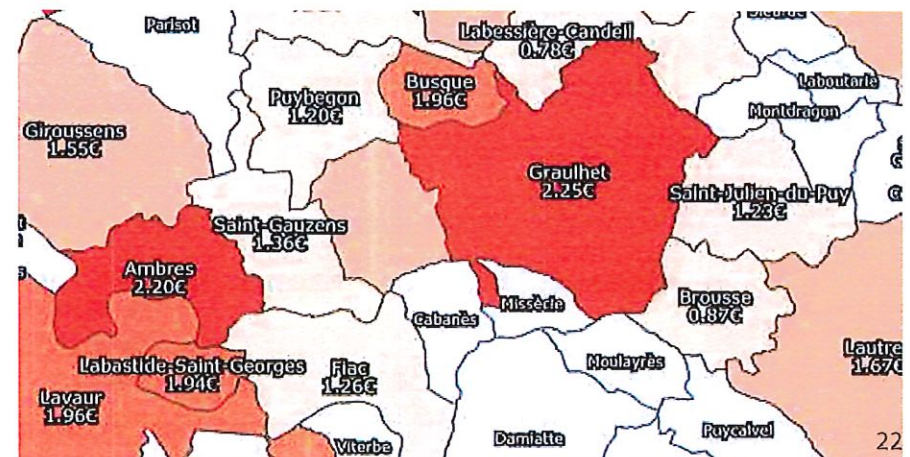 Parisot
Labessière-Candeil
0.78€
Busque
1.96€
Puybegon
1.20€
Laboutarie
Montdragon
Giroussens
1.55€
Graulhet
2.25€
Saint-Julien-du-Puy
1.23€
Saint-Gauzens
1.36€
Ambres
2.20€
Brousse
0.87€
Missècle
Cabanès
Moulayrès
Lautre
1.67€
Labastide-Saint-Georges
1.94€
Fiac
1.26€
Lavaur
1.96€
Viterbe
Damiatte
Puycalvel
22